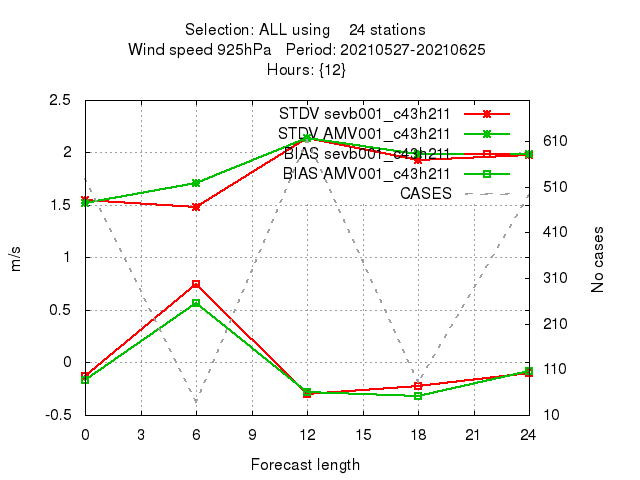 Selection: ALL using 24 stations
Wind speed 925hPa Period: 20210527-20210625
Hours: {12}
STDV sevb001_c43h211
STDV AMV001_c43h211
BIAS sevb001_c43h211
BIAS AMV001_c43h211
CASES
2.5
2
1.5
1
0.5
0
-0.5
610
510
410
310
210
110
10
m/s
No cases
0 3 6 9 12 15 18 21 24
Forecast length